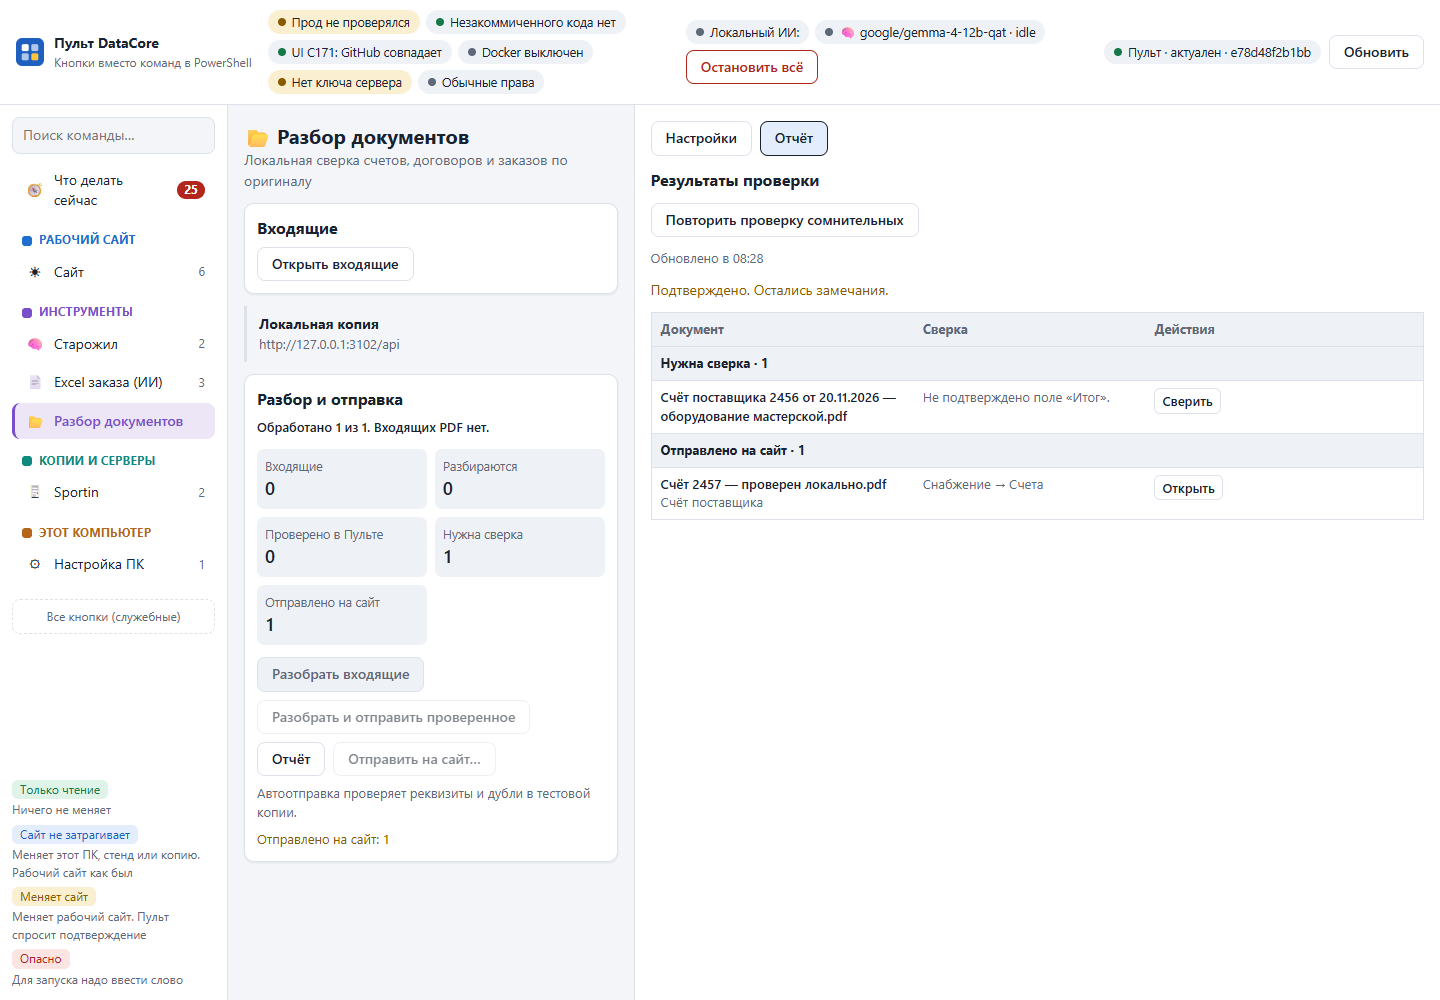 Пульт DataCore
Кнопки вместо команд в PowerShell
Прод не проверялся
Незакоммиченного кода нет
UI C171: GitHub совпадает
Docker выключен
Нет ключа сервера
Обычные права
Локальный ИИ:
google/gemma-4-12b-qat · idle
Остановить всё
Пульт · актуален · e78d48f2b1bb
Обновить
Поиск команды...
Что делать
сейчас
25
РАБОЧИЙ САЙТ
Сайт 6
ИНСТРУМЕНТЫ
Старожил 2
Excel заказа (ИИ) 3
Разбор документов
КОПИИ И СЕРВЕРЫ
Sportin 2
ЭТОТ КОМПЬЮТЕР
Настройка ПК 1
Все кнопки (служебные)
Только чтение
Ничего не меняет
Сайт не затрагивает
Меняет этот ПК, стенд или копию.
Рабочий сайт как был
Меняет сайт
Меняет рабочий сайт. Пульт
спросит подтверждение
Опасно
Для запуска надо ввести слово
Разбор документов
Локальная сверка счетов, договоров и заказов по
оригиналу
Входящие
Открыть входящие
Локальная копия
http://127.0.0.1:3102/api
Разбор и отправка
Обработано 1 из 1. Входящих PDF нет.
Входящие
0
Разбираются
0
Проверено в Пульте
0
Нужна сверка
1
Отправлено на сайт
1
Разобрать входящие
Разобрать и отправить проверенное
Отчёт
Отправить на сайт...
Автоотправка проверяет реквизиты и дубли в тестовой
копии.
Отправлено на сайт: 1
Настройки
Отчёт
Результаты проверки
Повторить проверку сомнительных
Обновлено в 08:28
Подтверждено. Остались замечания.
Документ Сверка Действия
Нужна сверка · 1
Счёт поставщика 2456 от 20.11.2026 —
оборудование мастерской.pdf
Не подтверждено поле «Итог».
Сверить
Отправлено на сайт · 1
Счёт 2457 — проверен локально.pdf
Счёт поставщика
Снабжение → Счета
Открыть